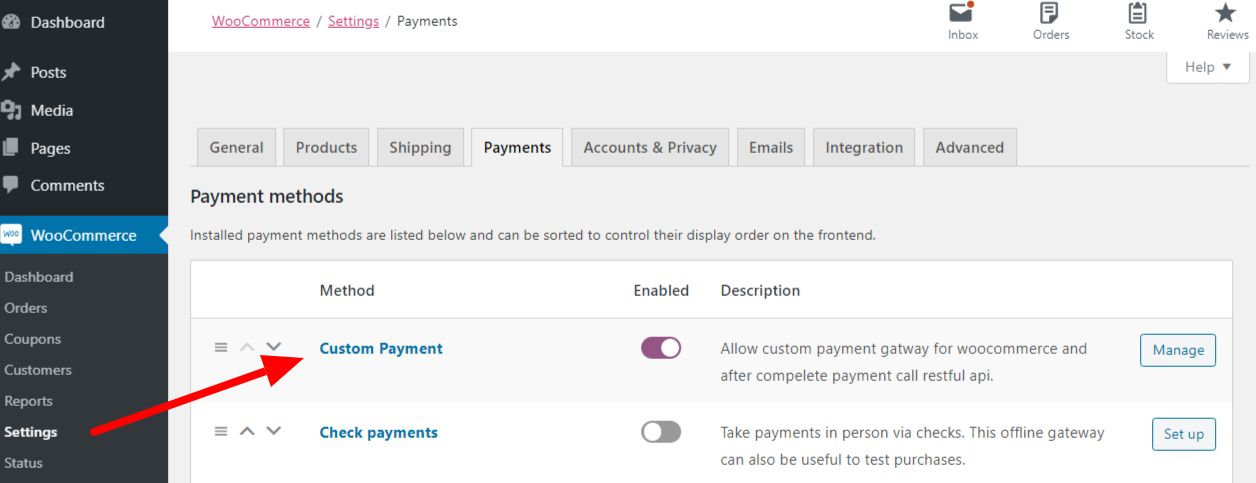 Dashboard
Posts
Media
Pages
Comments
WOO WooCommerce
Dashboard
Orders
Coupons
Customers
Reports
Settings
Status
WooCommerce / Settings / Payments
Inbox Orders Stock Reviews
Help
General Products Shipping Payments Accounts & Privacy Emails Integration Advanced
Payment methods
Installed payment methods are listed below and can be sorted to control their display order on the frontend.
Method Enabled Description
Custom Payment
Allow custom payment gatway for woocommerce and
after compelete payment call restful api.
Manage
Check payments
Take payments in person via checks. This offline gateway
can also be useful to test purchases.
Set up